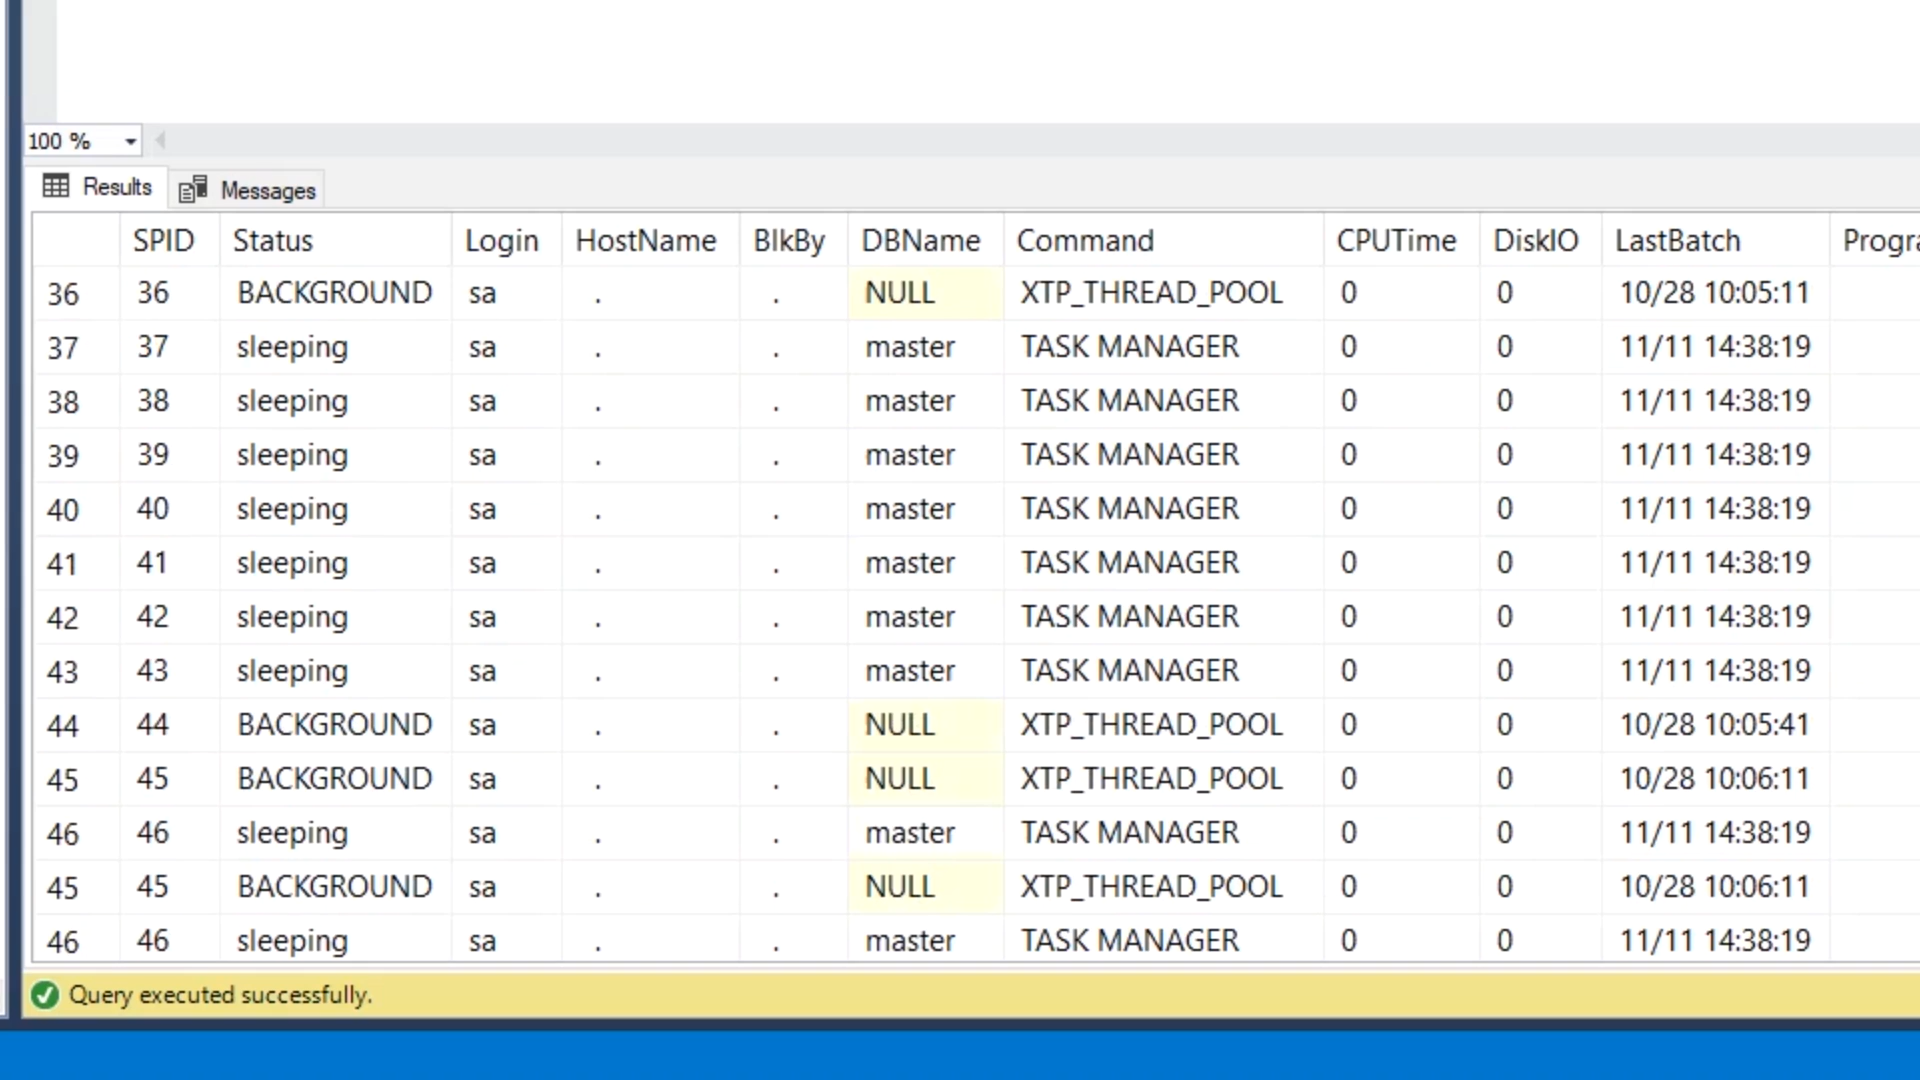 100 %
Results Messages
SPID Status Login HostName BlkBy DBName Command CPUTime DiskIO LastBatch Progra
36 36 BACKGROUND sa . . NULL XTP_THREAD_POOL 0 0 10/28 10:05:11
37 37 sleeping sa . . master TASK MANAGER 0 0 11/11 14:38:19
38 38 sleeping sa . . master TASK MANAGER 0 0 11/11 14:38:19
39 39 sleeping sa . . master TASK MANAGER 0 0 11/11 14:38:19
40 40 sleeping sa . . master TASK MANAGER 0 0 11/11 14:38:19
41 41 sleeping sa . . master TASK MANAGER 0 0 11/11 14:38:19
42 42 sleeping sa . . master TASK MANAGER 0 0 11/11 14:38:19
43 43 sleeping sa . . master TASK MANAGER 0 0 11/11 14:38:19
44 44 BACKGROUND sa . . NULL XTP_THREAD_POOL 0 0 10/28 10:05:41
45 45 BACKGROUND sa . . NULL XTP_THREAD_POOL 0 0 10/28 10:06:11
46 46 sleeping sa . . master TASK MANAGER 0 0 11/11 14:38:19
45 45 BACKGROUND sa . . NULL XTP_THREAD_POOL 0 0 10/28 10:06:11
46 46 sleeping sa . . master TASK MANAGER 0 0 11/11 14:38:19
Query executed successfully.